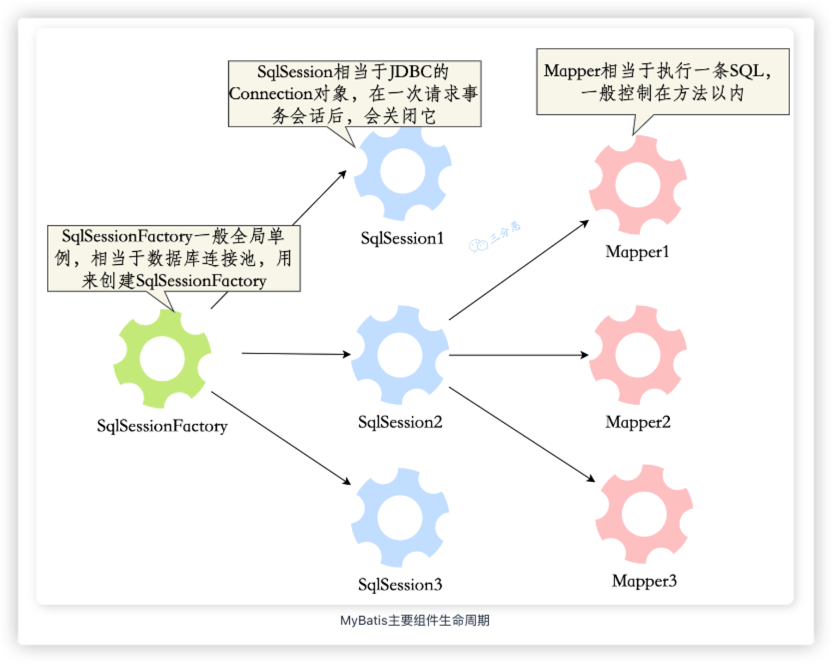 SqlSession相当于JDBC的
Connection对象，在一次请求事
务会话后，会关闭它
Mapper相当于执行一条SQL，
一般控制在方法以内
SqlSession1
三分恶
Mapper1
SqlSessionFactory一般全局单
例，相当于数据库连接池，用
来创建SqlSessionFactory
SqlSessionFactory
SqlSession2
Mapper2
SqlSession3
Mapper3
MyBatis主要组件生命周期